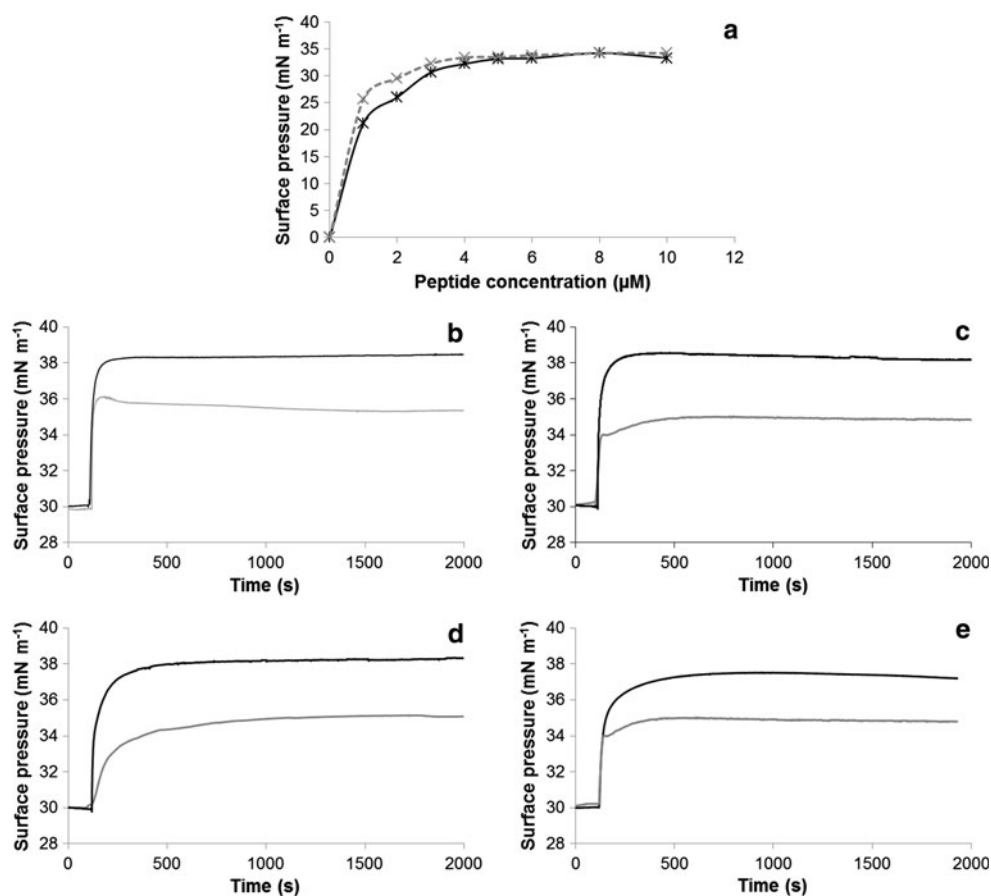 a
Surface pressure (mN m⁻¹)
40
35
30
25
20
15
10
5
0
0 2 4 6 8 10 12
Peptide concentration (µM)
b
Surface pressure (mN m⁻¹)
40
38
36
34
32
30
28
0 500 1000 1500 2000
Time (s)
c
Surface pressure (mN m⁻¹)
40
38
36
34
32
30
28
0 500 1000 1500 2000
Time (s)
d
Surface pressure (mN m⁻¹)
40
38
36
34
32
30
28
0 500 1000 1500 2000
Time (s)
e
Surface pressure (mN m⁻¹)
40
38
36
34
32
30
28
0 500 1000 1500 2000
Time (s)